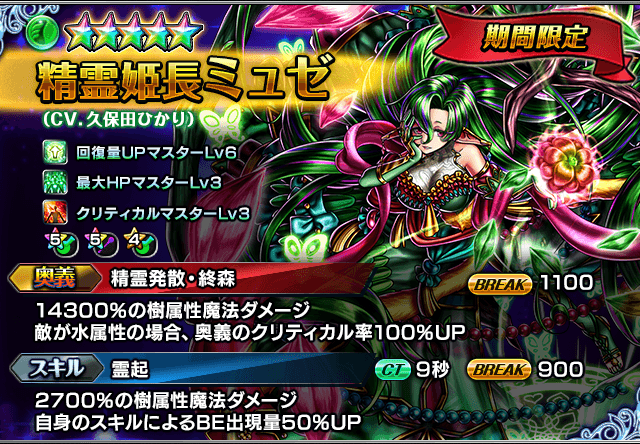 期間限定
精霊姫長ミュゼ
(CV.久保田ひかり)
回復量UPマスターLv6
最大HPマスターLv3
クリティカルマスターLv3
5 5 4
奥義 精霊発散・終森 BREAK 1100
14300%の樹属性魔法ダメージ
敵が水属性の場合、奥義のクリティカル率100%UP
スキル 霊起 CT 9秒 BREAK 900
2700%の樹属性魔法ダメージ
自身のスキルによるBE出現量50%UP